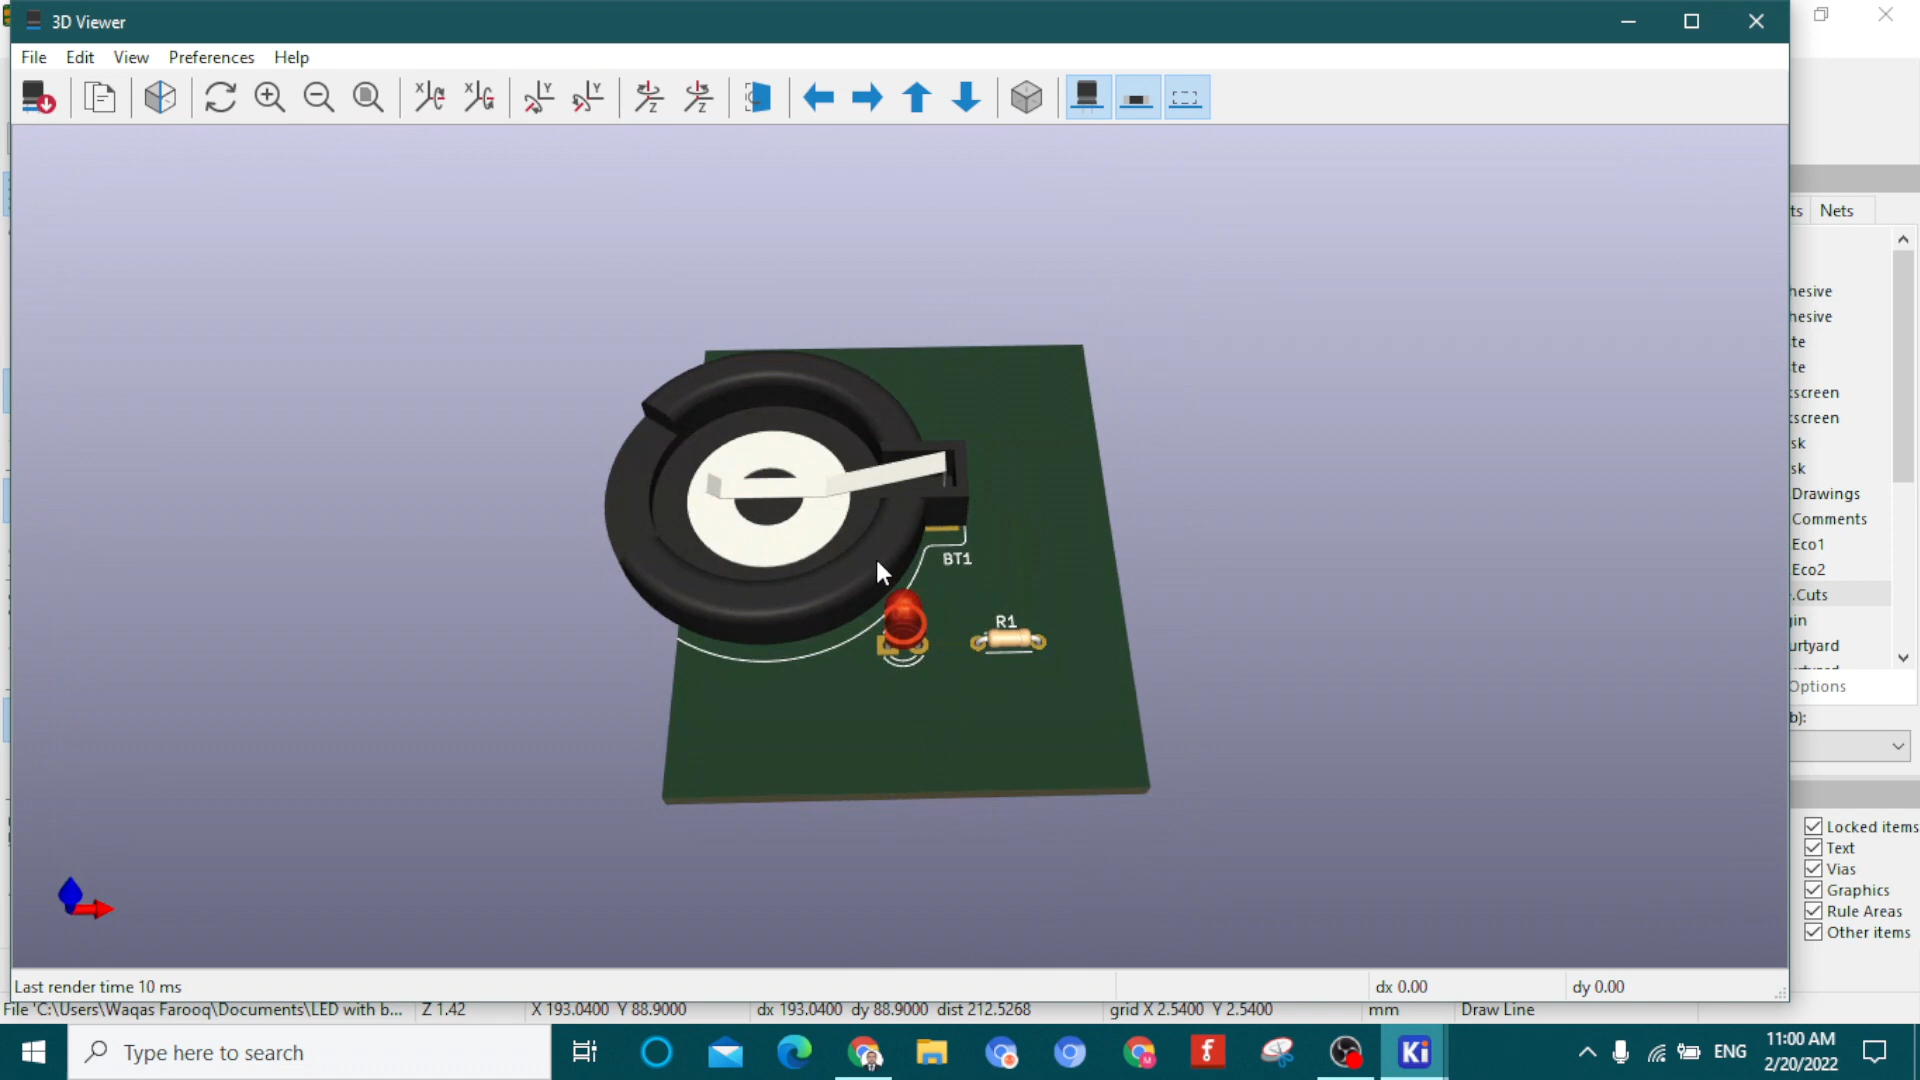 3D Viewer
File Edit View Preferences Help
ts Nets
hesive
hesive
te
te
kscreen
kscreen
sk
sk
Drawings
Comments
Eco1
Eco2
.Cuts
gin
urtyard
Options
b):
BT1
R1
Locked items
Text
Vias
Graphics
Rule Areas
Other items
Last render time 10 ms dx 0.00 dy 0.00
File 'C:\Users\Waqas Farooq\Documents\LED with b... Z 1.42 X 193.0400 Y 88.9000 dx 193.0400 dy 88.9000 dist 212.5268 grid X 2.5400 Y 2.5400 mm Draw Line
Type here to search
Ki
ENG
11:00 AM
2/20/2022